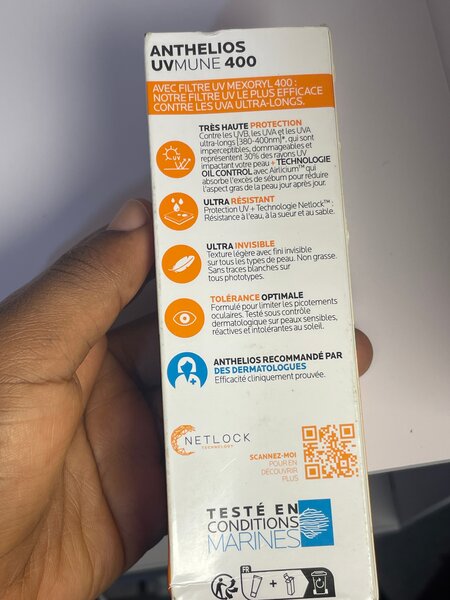 ANTHELIOS
UVMUNE 400
AVEC FILTRE UV MEXORYL 400 :
NOTRE FILTRE UV LE PLUS EFFICACE
CONTRE LES UVA ULTRA-LONGS.
TRÈS HAUTE PROTECTION
Contre les UVB, les UVA et les UVA
ultra-longs [380-400nm]*, qui sont
imperceptibles, dommageables et
représentent 30% des rayons UV
impactant votre peau + TECHNOLOGIE
OIL CONTROL avec Airlicium™ qui
absorbe l'excès de sébum pour réduire
l'aspect gras de la peau jour après jour.
UV
ULTRA RÉSISTANT
Protection UV + Technologie Netlock™ :
Résistance à l'eau, à la sueur et au sable.
ULTRA INVISIBLE
Texture légère avec fini invisible
sur tous les types de peau. Non grasse.
Sans traces blanches sur
tous phototypes.
TOLÉRANCE OPTIMALE
Formulé pour limiter les picotements
oculaires. Testé sous contrôle
dermatologique sur peaux sensibles,
réactives et intolérantes au soleil.
ANTHELIOS RECOMMANDÉ PAR
DES DERMATOLOGUES
Efficacité cliniquement prouvée.
NETLOCK
TECHNOLOGY
SCANNEZ-MOI
POUR EN
DÉCOUVRIR
PLUS
TESTÉ EN
CONDITIONS
MARINES
FR
+